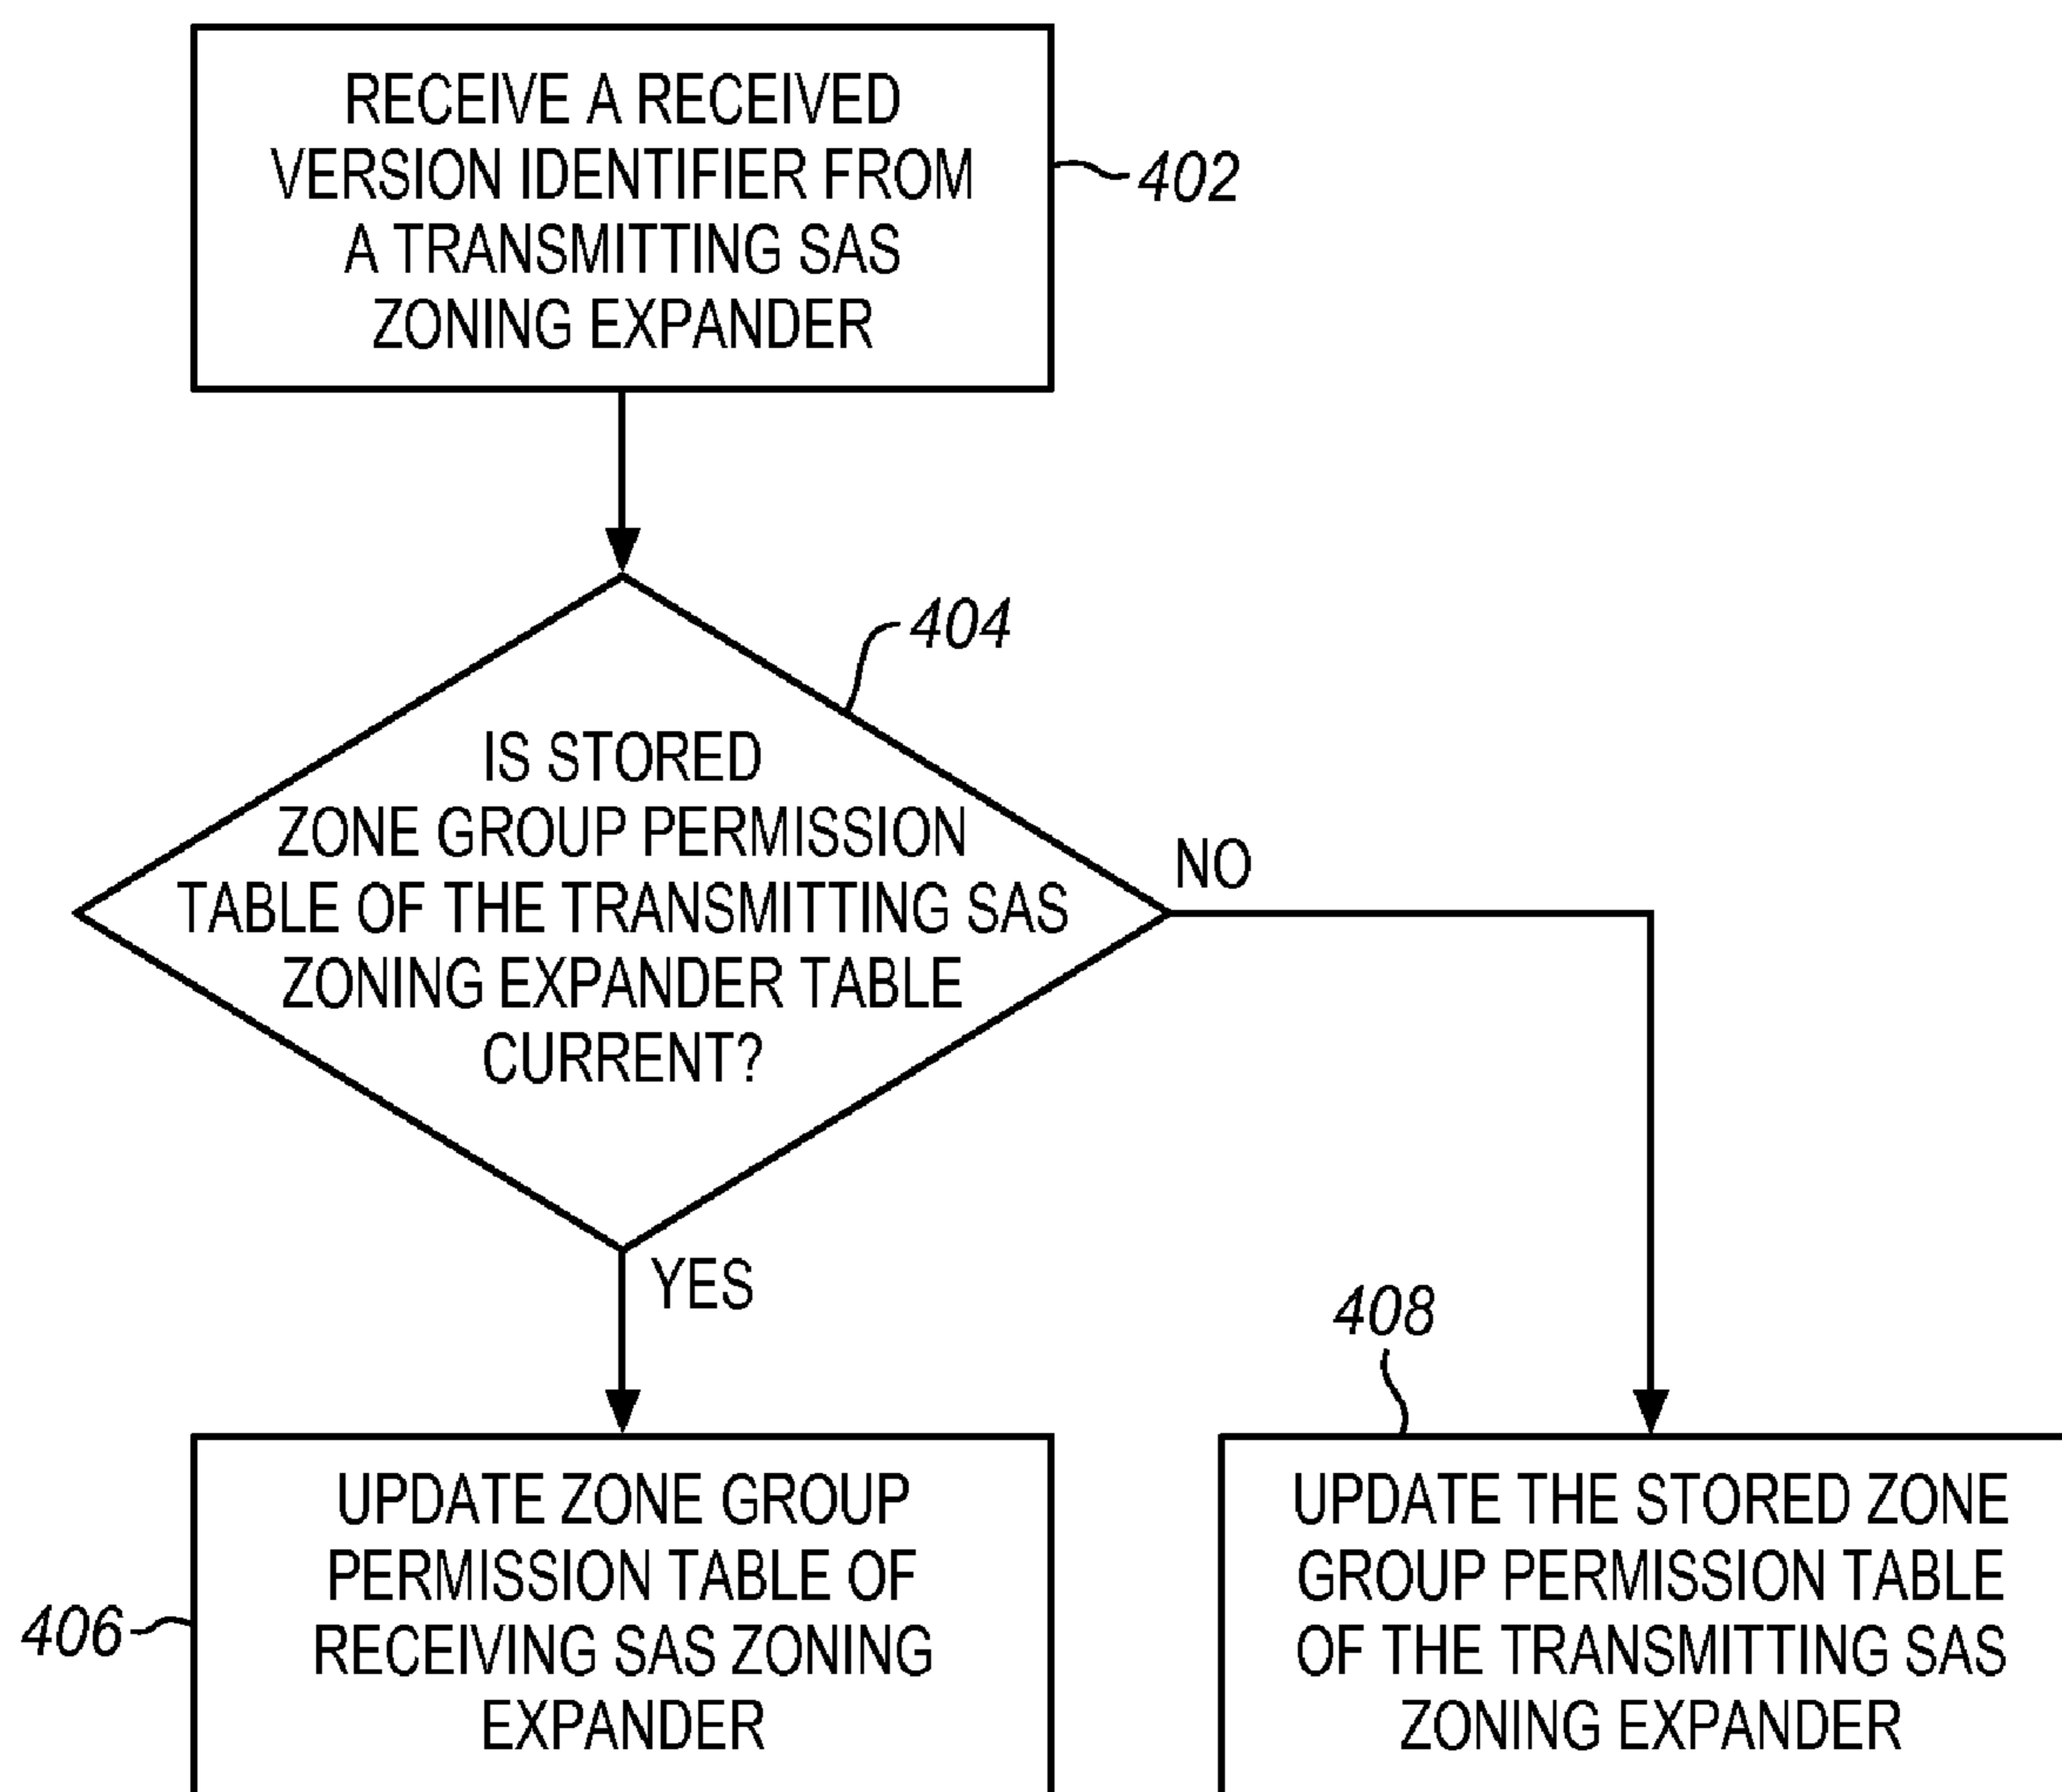 RECEIVE A RECEIVED
VERSION IDENTIFIER FROM
A TRANSMITTING SAS
ZONING EXPANDER
402
404
IS STORED
ZONE GROUP PERMISSION
TABLE OF THE TRANSMITTING SAS
ZONING EXPANDER TABLE
CURRENT?
NO
YES
406
UPDATE ZONE GROUP
PERMISSION TABLE OF
RECEIVING SAS ZONING
EXPANDER
408
UPDATE THE STORED ZONE
GROUP PERMISSION TABLE
OF THE TRANSMITTING SAS
ZONING EXPANDER